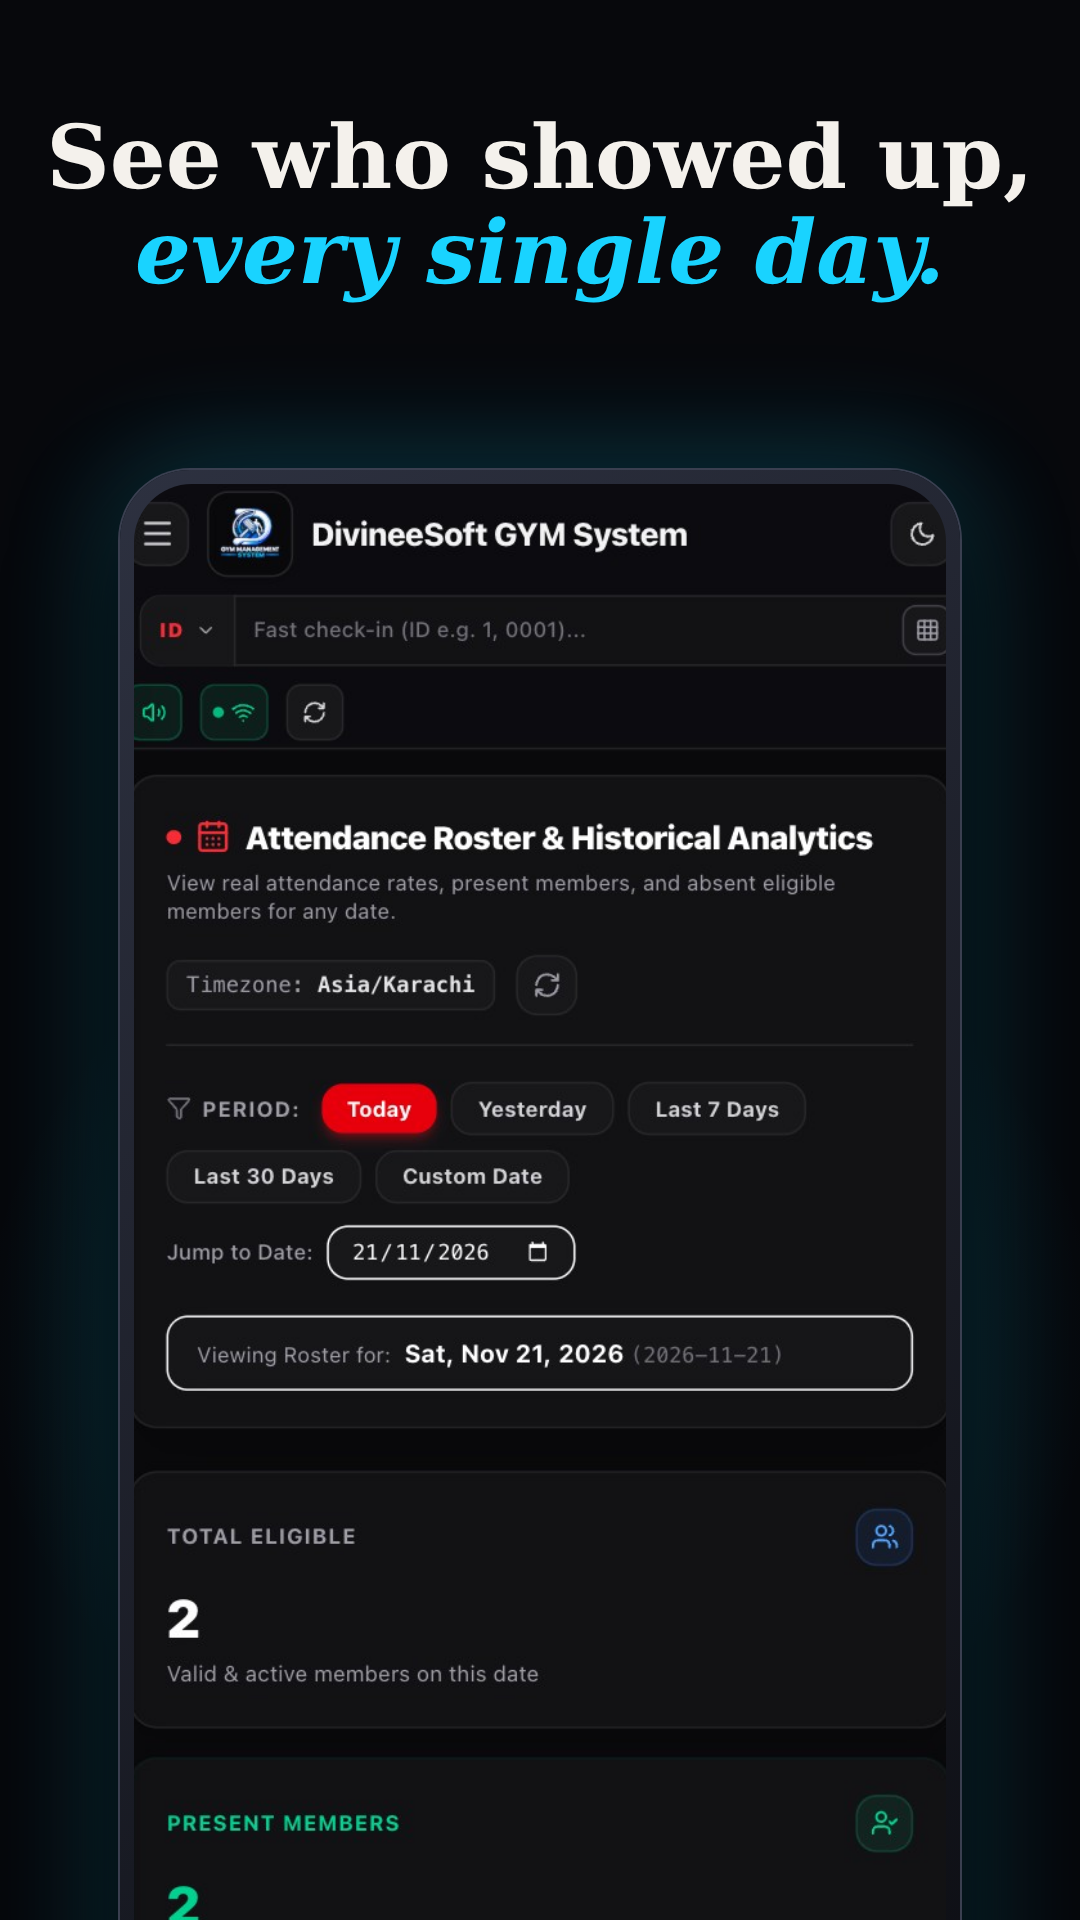 See who showed up,
every single day.
GYM MANAGEMENT
SYSTEM
DivineeSoft GYM System
ID
Fast check-in (ID e.g. 1, 0001)...
Attendance Roster & Historical Analytics
View real attendance rates, present members, and absent eligible
members for any date.
Timezone: Asia/Karachi
PERIOD: Today Yesterday Last 7 Days
Last 30 Days Custom Date
Jump to Date: 21/11/2026
Viewing Roster for: Sat, Nov 21, 2026 (2026-11-21)
TOTAL ELIGIBLE
2
Valid & active members on this date
PRESENT MEMBERS
2